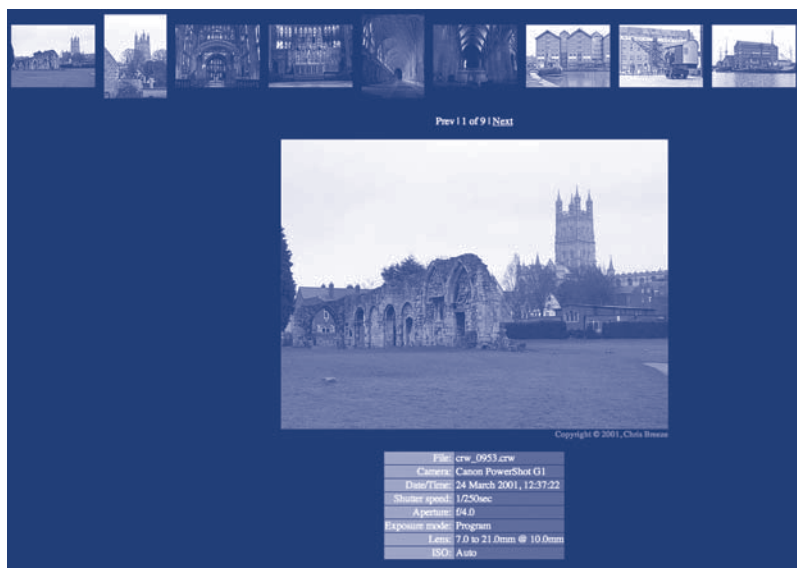 Prev | 1 of 9 | Next
Copyright © 2001, Chris Breeze
File: crw_0953.crw
Camera: Canon PowerShot G1
Date/Time: 24 March 2001, 12:37:22
Shutter speed: 1/250sec
Aperture: f/4.0
Exposure mode: Program
Lens: 7.0 to 21.0mm @ 10.0mm
ISO: Auto